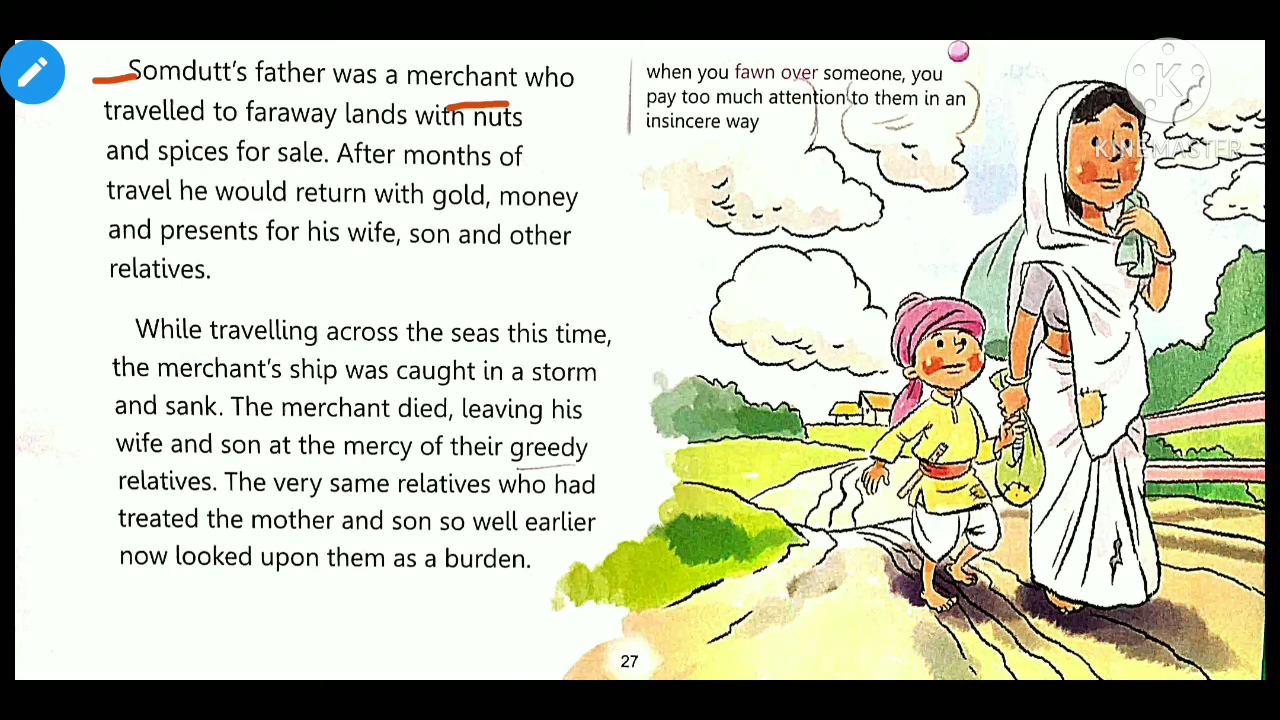 Somdutt's father was a merchant who
travelled to faraway lands with nuts
and spices for sale. After months of
travel he would return with gold, money
and presents for his wife, son and other
relatives.
While travelling across the seas this time,
the merchant's ship was caught in a storm
and sank. The merchant died, leaving his
wife and son at the mercy of their greedy
relatives. The very same relatives who had
treated the mother and son so well earlier
now looked upon them as a burden.
when you fawn over someone, you
pay too much attention to them in an
insincere way
K
KINEMASTER
27